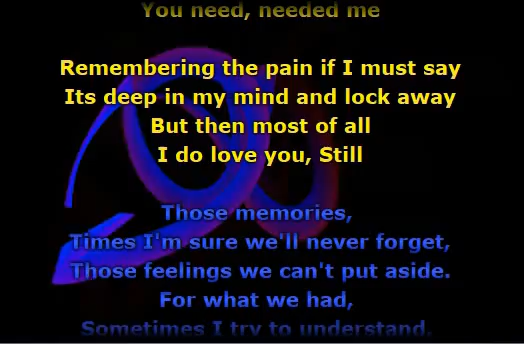 You need, needed me
Remembering the pain if I must say
Its deep in my mind and lock away
But then most of all
I do love you, Still
Those memories,
Times I'm sure we'll never forget,
Those feelings we can't put aside.
For what we had,
Sometimes I try to understand.